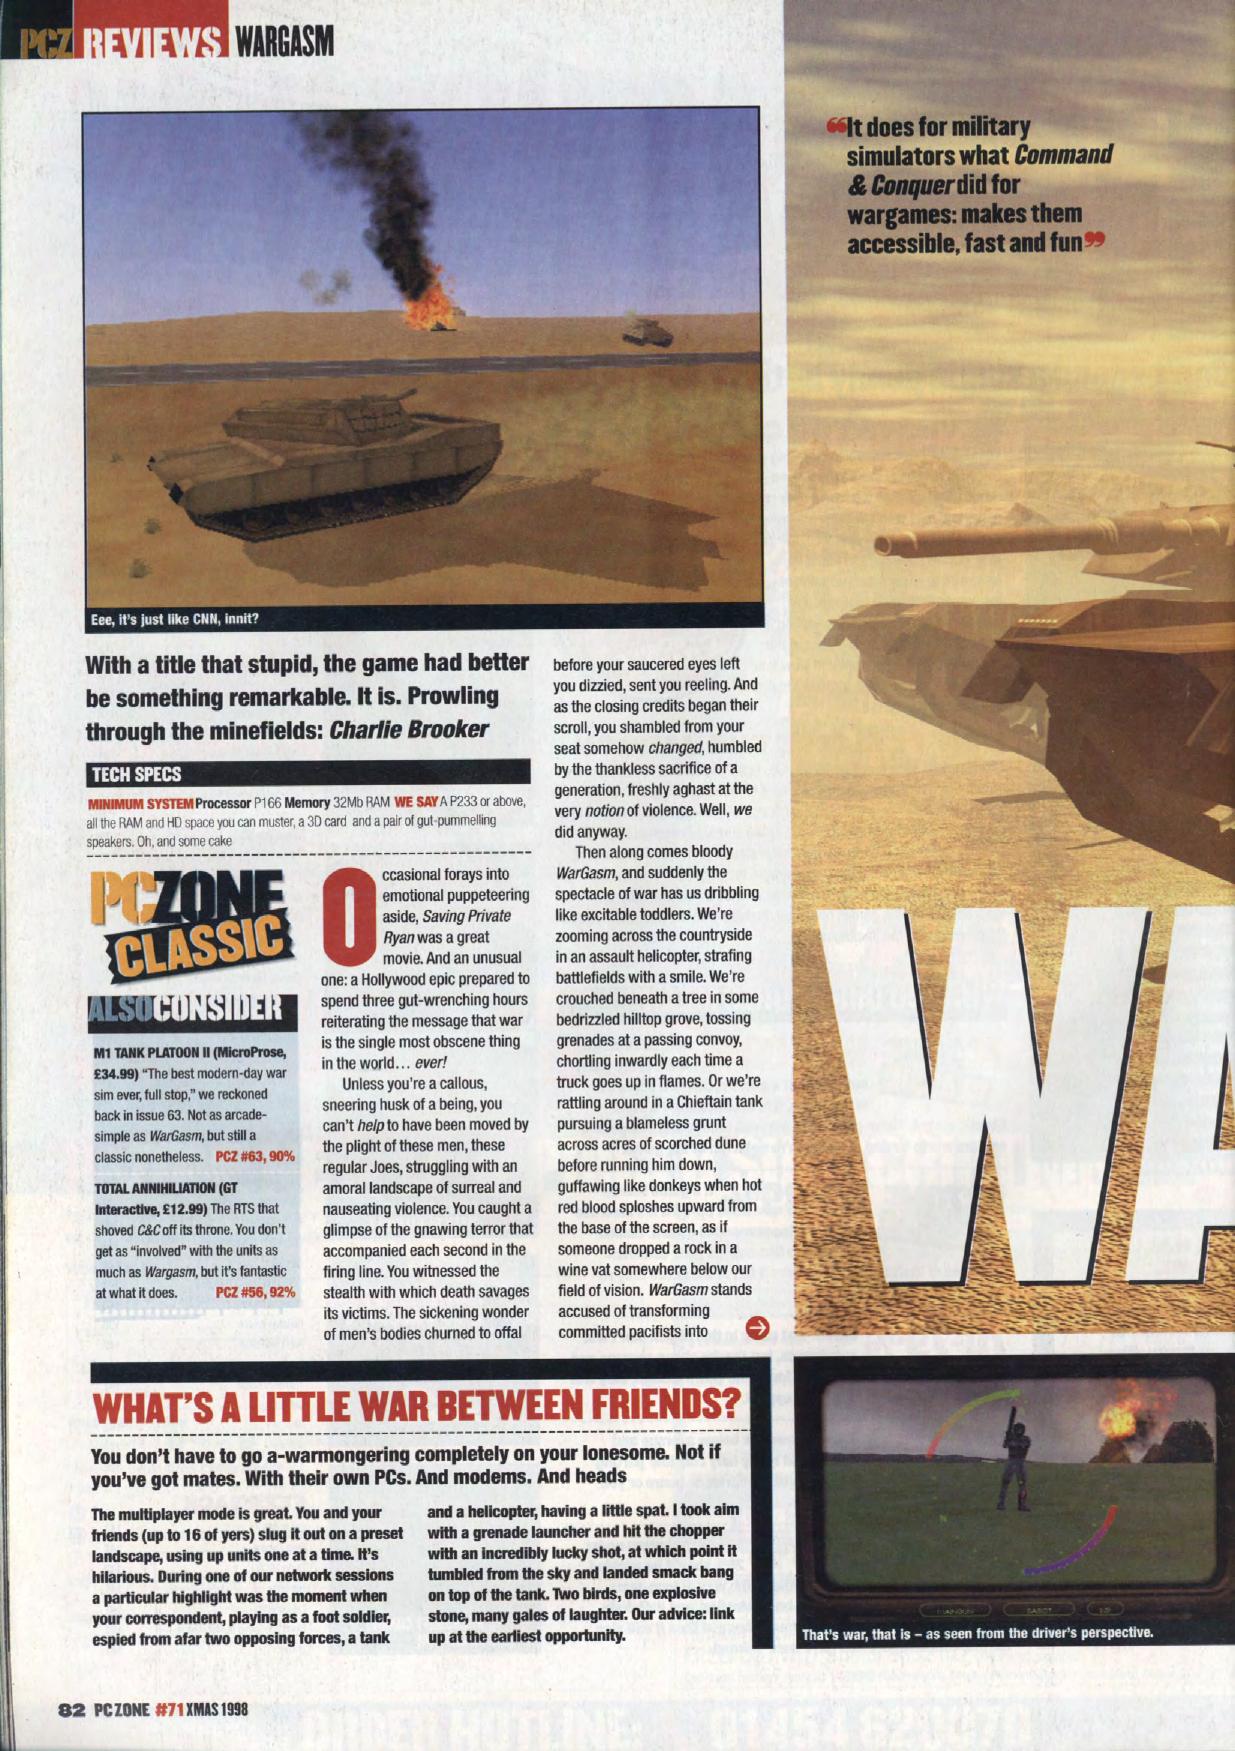 PCZ REVIEWS WARGASM
❝It does for military
simulators what Command
& Conquer did for
wargames: makes them
accessible, fast and fun❞
Eee, it's just like CNN, innit?
With a title that stupid, the game had better
be something remarkable. It is. Prowling
through the minefields: Charlie Brooker
TECH SPECS
MINIMUM SYSTEM Processor P166 Memory 32Mb RAM WE SAY A P233 or above,
all the RAM and HD space you can muster, a 3D card and a pair of gut-pummelling
speakers. Oh, and some cake
PCZONE
CLASSIC
ALSO CONSIDER
M1 TANK PLATOON II (MicroProse,
£34.99) "The best modern-day war
sim ever, full stop," we reckoned
back in issue 63. Not as arcade-
simple as WarGasm, but still a
classic nonetheless. PCZ #63, 90%
TOTAL ANNIHILIATION (GT
Interactive, £12.99) The RTS that
shoved C&C off its throne. You don't
get as "involved" with the units as
much as Wargasm, but it's fantastic
at what it does. PCZ #56, 92%
Occasional forays into
emotional puppeteering
aside, Saving Private
Ryan was a great
movie. And an unusual
one: a Hollywood epic prepared to
spend three gut-wrenching hours
reiterating the message that war
is the single most obscene thing
in the world... ever!
Unless you're a callous,
sneering husk of a being, you
can't help to have been moved by
the plight of these men, these
regular Joes, struggling with an
amoral landscape of surreal and
nauseating violence. You caught a
glimpse of the gnawing terror that
accompanied each second in the
firing line. You witnessed the
stealth with which death savages
its victims. The sickening wonder
of men's bodies churned to offal
before your saucered eyes left
you dizzied, sent you reeling. And
as the closing credits began their
scroll, you shambled from your
seat somehow changed, humbled
by the thankless sacrifice of a
generation, freshly aghast at the
very notion of violence. Well, we
did anyway.
Then along comes bloody
WarGasm, and suddenly the
spectacle of war has us dribbling
like excitable toddlers. We're
zooming across the countryside
in an assault helicopter, strafing
battlefields with a smile. We're
crouched beneath a tree in some
bedrizzled hilltop grove, tossing
grenades at a passing convoy,
chortling inwardly each time a
truck goes up in flames. Or we're
rattling around in a Chieftain tank
pursuing a blameless grunt
across acres of scorched dune
before running him down,
guffawing like donkeys when hot
red blood sploshes upward from
the base of the screen, as if
someone dropped a rock in a
wine vat somewhere below our
field of vision. WarGasm stands
accused of transforming
committed pacifists into
WA
WHAT'S A LITTLE WAR BETWEEN FRIENDS?
You don't have to go a-warmongering completely on your lonesome. Not if
you've got mates. With their own PCs. And modems. And heads
The multiplayer mode is great. You and your
friends (up to 16 of yers) slug it out on a preset
landscape, using up units one at a time. It's
hilarious. During one of our network sessions
a particular highlight was the moment when
your correspondent, playing as a foot soldier,
espied from afar two opposing forces, a tank
and a helicopter, having a little spat. I took aim
with a grenade launcher and hit the chopper
with an incredibly lucky shot, at which point it
tumbled from the sky and landed smack bang
on top of the tank. Two birds, one explosive
stone, many gales of laughter. Our advice: link
up at the earliest opportunity.
N
SABOT
That's war, that is – as seen from the driver's perspective.
82 PC ZONE #71 XMAS 1998